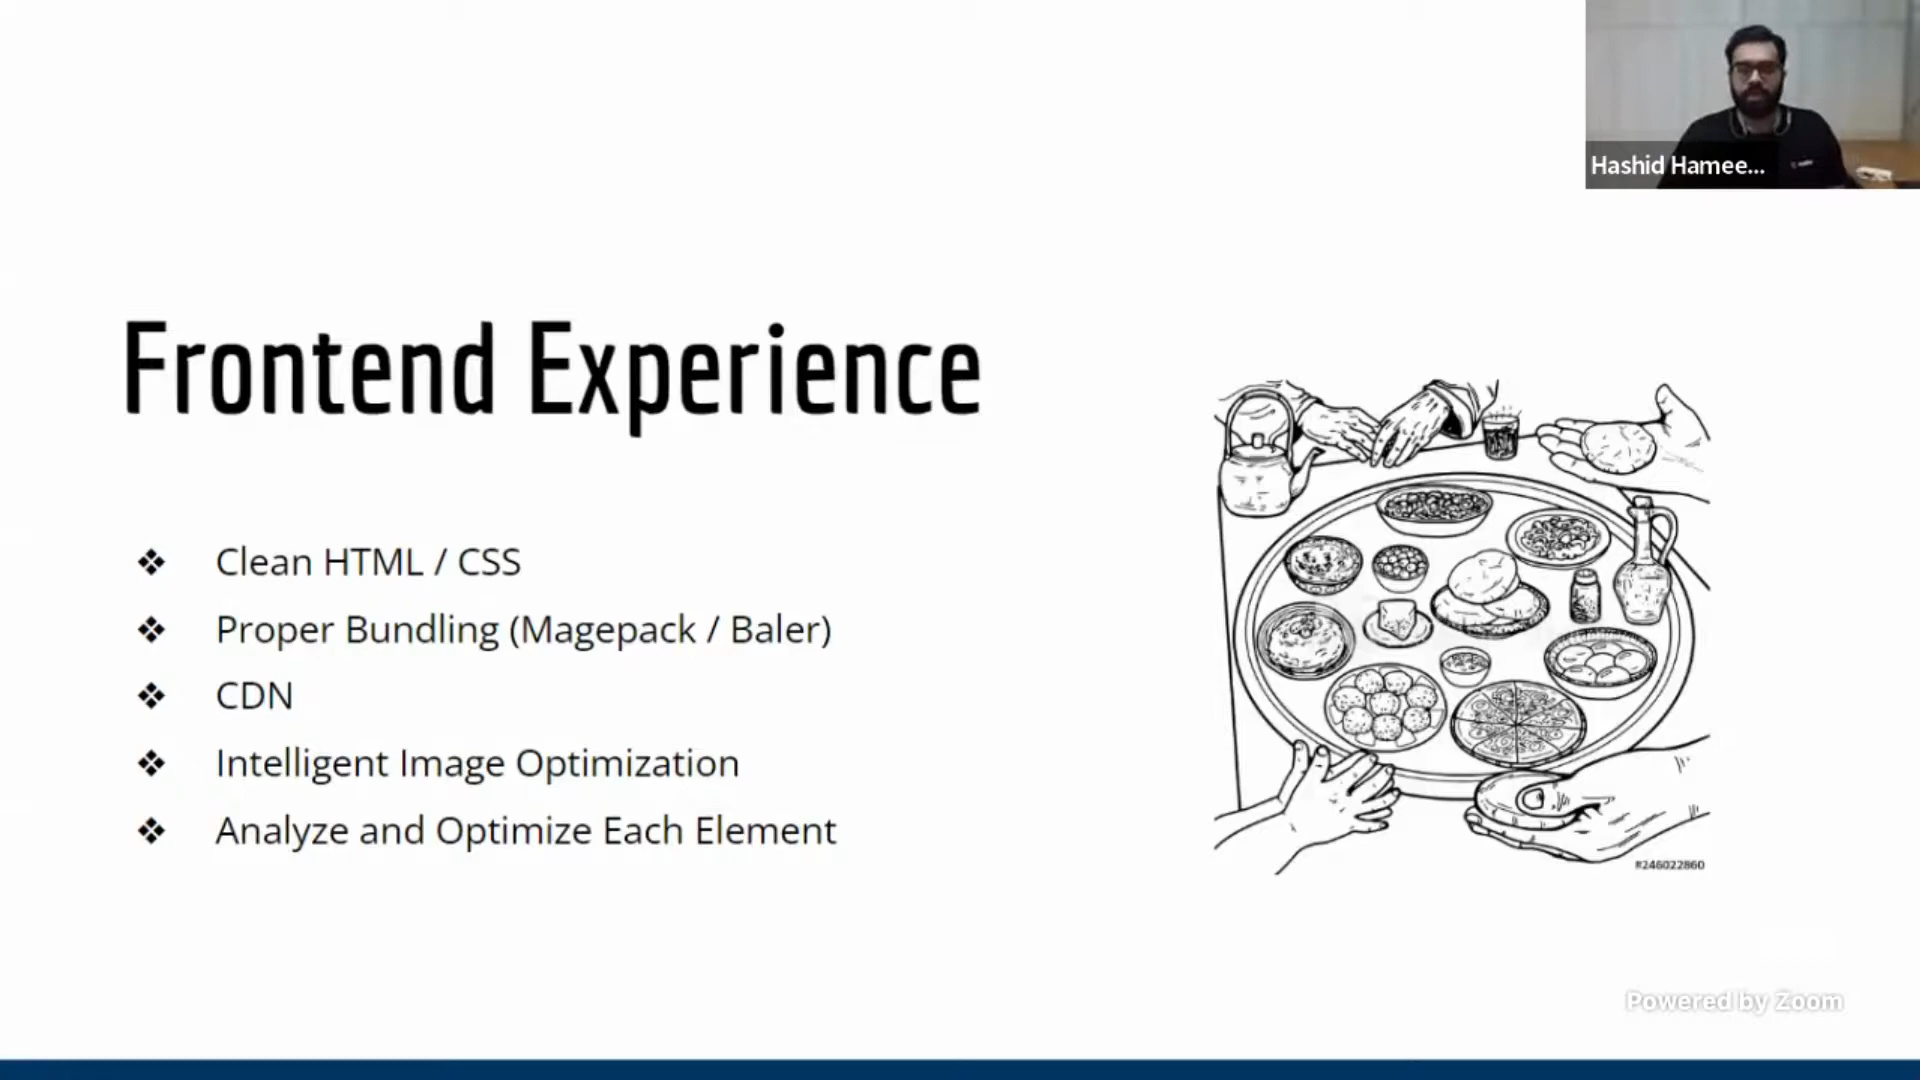 Hashid Hamee...
Frontend Experience
❖ Clean HTML / CSS
❖ Proper Bundling (Magepack / Baler)
❖ CDN
❖ Intelligent Image Optimization
❖ Analyze and Optimize Each Element
#246022860
Powered by Zoom